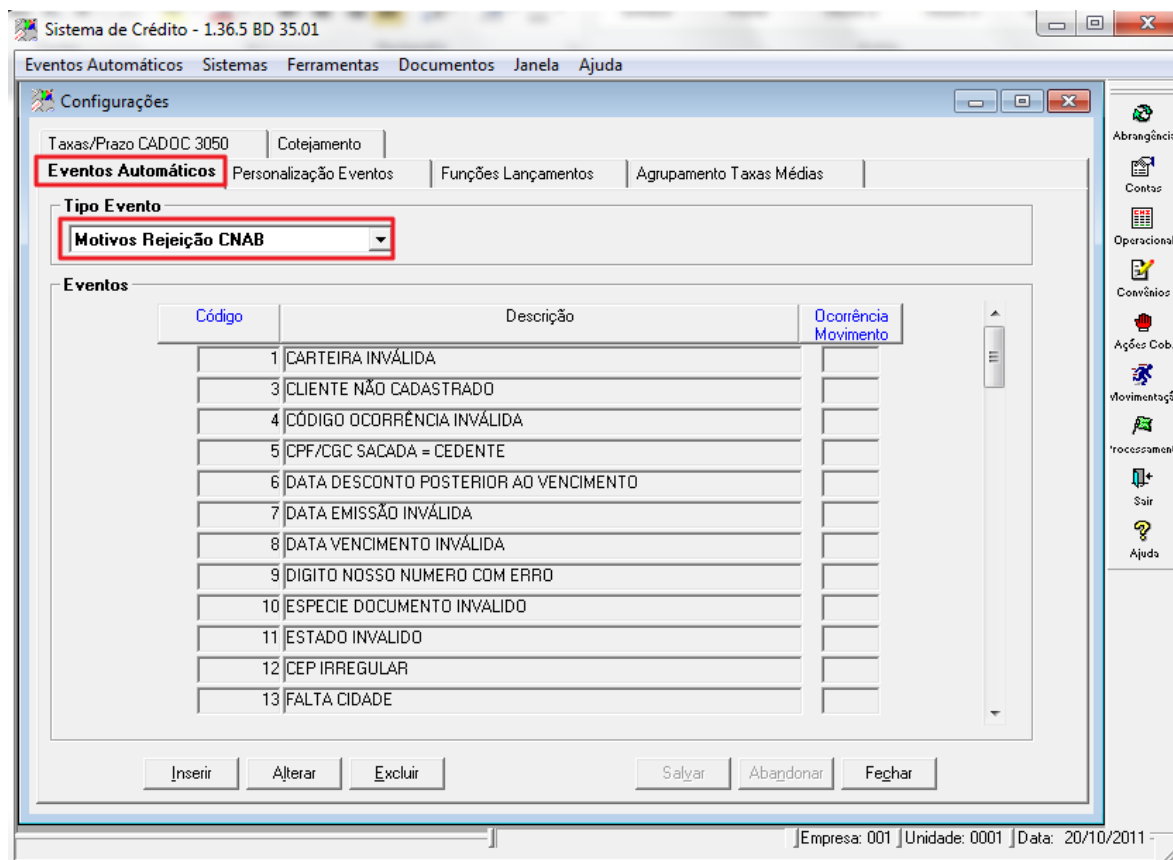 Sistema de Crédito - 1.36.5 BD 35.01
Eventos Automáticos Sistemas Ferramentas Documentos Janela Ajuda
Configurações
Taxas/Prazo CADOC 3050 Cotejamento
Eventos Automáticos Personalização Eventos Funções Lançamentos Agrupamento Taxas Médias
Tipo Evento
Motivos Rejeição CNAB
Eventos
Código Descrição Ocorrência
Movimento
1 CARTEIRA INVÁLIDA
3 CLIENTE NÃO CADASTRADO
4 CÓDIGO OCORRÊNCIA INVÁLIDA
5 CPF/CGC SACADA = CEDENTE
6 DATA DESCONTO POSTERIOR AO VENCIMENTO
7 DATA EMISSÃO INVÁLIDA
8 DATA VENCIMENTO INVÁLIDA
9 DIGITO NOSSO NUMERO COM ERRO
10 ESPECIE DOCUMENTO INVALIDO
11 ESTADO INVALIDO
12 CEP IRREGULAR
13 FALTA CIDADE
Inserir Alterar Excluir Salvar Abandonar Fechar
Abrangência
Contas
Operacional
Convênios
Ações Cob.
Movimentaçã
rocessament
Sair
Ajuda
Empresa: 001 Unidade: 0001 Data: 20/10/2011